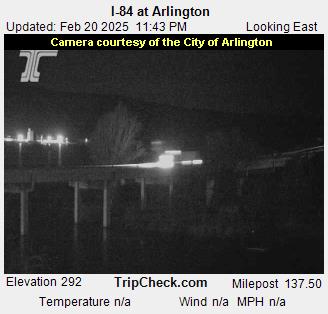 I-84 at Arlington
Updated: Feb 20 2025 11:43 PM Looking East
Camera courtesy of the City of Arlington
Elevation 292 TripCheck.com Milepost 137.50
Temperature n/a Wind n/a MPH n/a